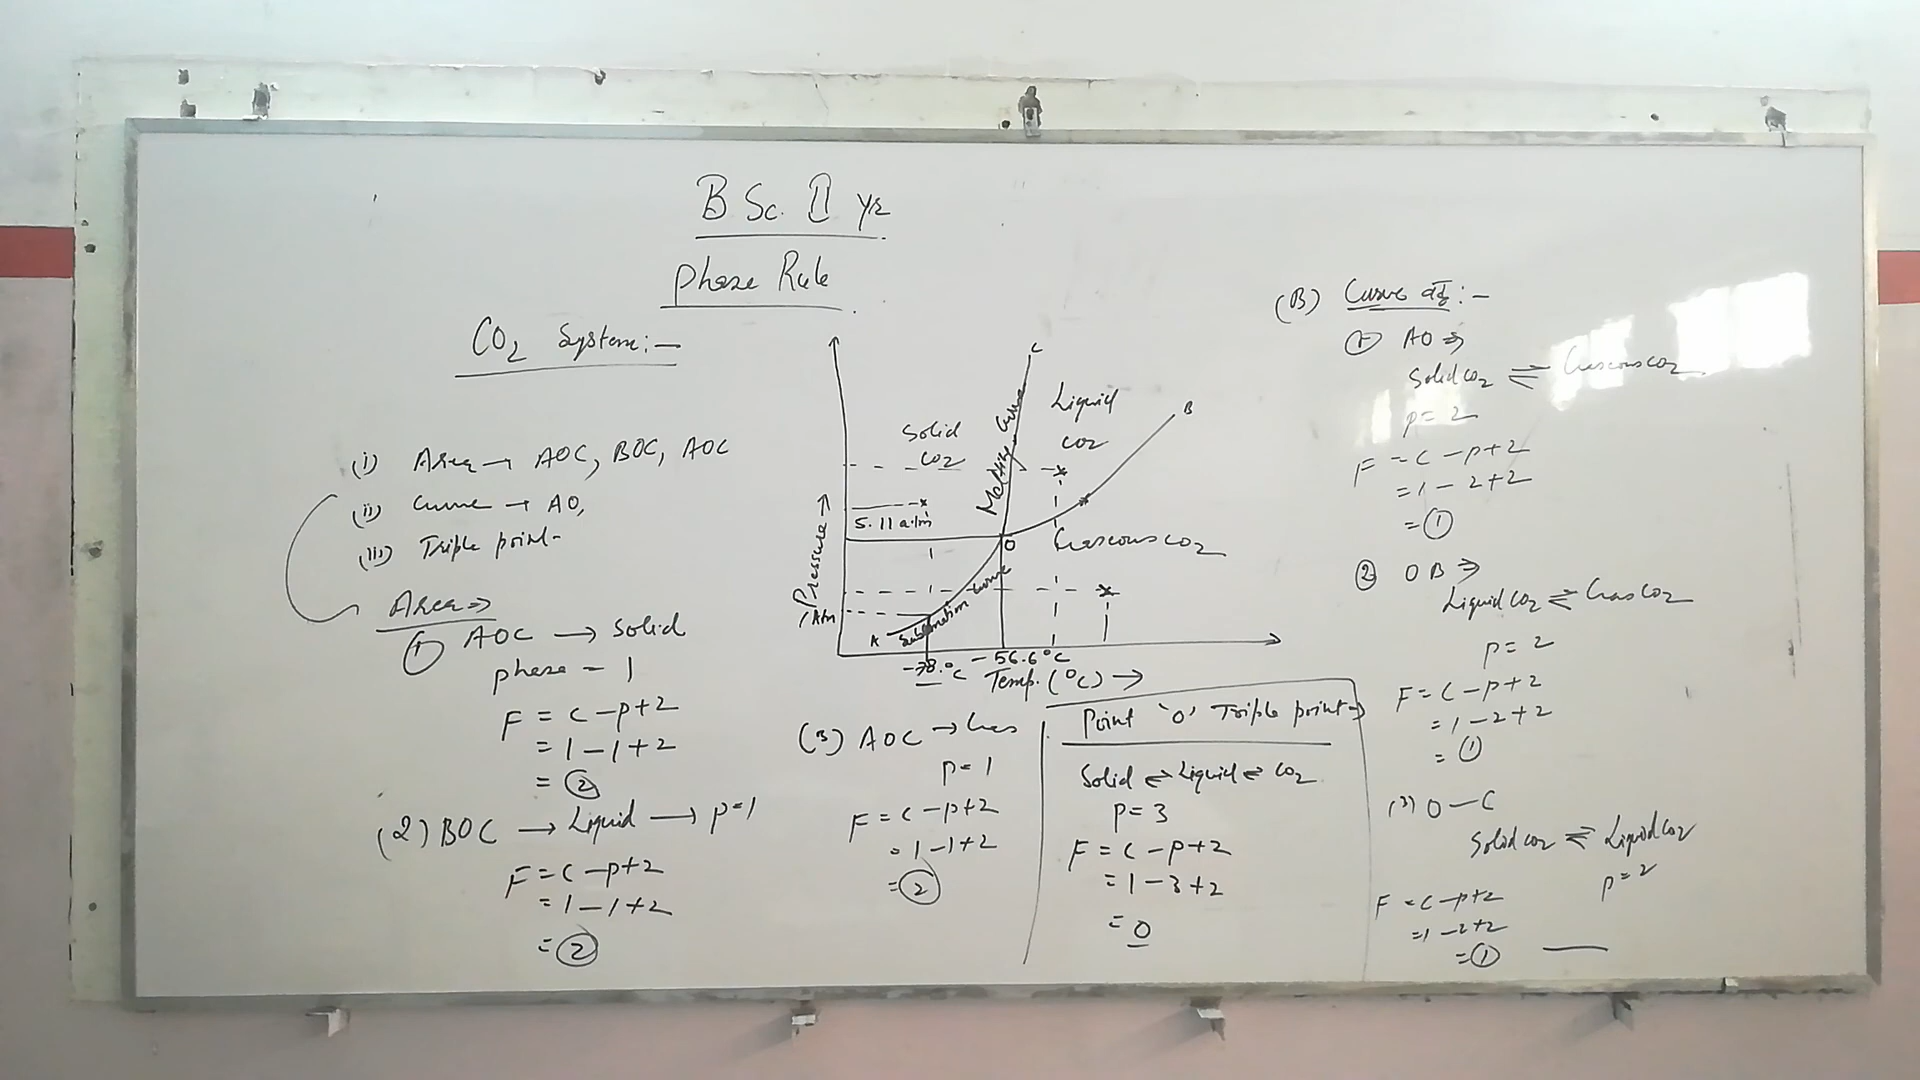 B Sc. II yr
Phase Rule
CO2 System:-
(i) Area → AOC, BOC, AOC
(ii) Curve → AO,
(iii) Triple point-
Area ⇒
① AOC → Solid
phase = 1
F = C - P + 2
= 1 - 1 + 2
= ②
(2) BOC → Liquid → P=1
F = C - P + 2
= 1 - 1 + 2
= ②
C
B
Solid
CO2
Liquid
CO2
Melting Curve
5.11 atm
O
Gaseous CO2
Pressure →
1 Atm
A
Sublimation Curve
-78.°C
-56.6°C
Temp. (°C) →
(3) AOC → Gas
P = 1
F = C - P + 2
= 1 - 1 + 2
= ②
Point 'O' Triple point →
Solid ⇌ Liquid ⇌ CO2
P = 3
F = C - P + 2
= 1 - 3 + 2
= 0
(B) Curve :-
① AO ⇒
Solid CO2 ⇌ Gaseous CO2
P = 2
F = C - P + 2
= 1 - 2 + 2
= ①
② OB ⇒
Liquid CO2 ⇌ Gas CO2
P = 2
F = C - P + 2
= 1 - 2 + 2
= ①
(3) O - C
Solid CO2 ⇌ Liquid CO2
P = 2
F = C - P + 2
= 1 - 2 + 2
= ①